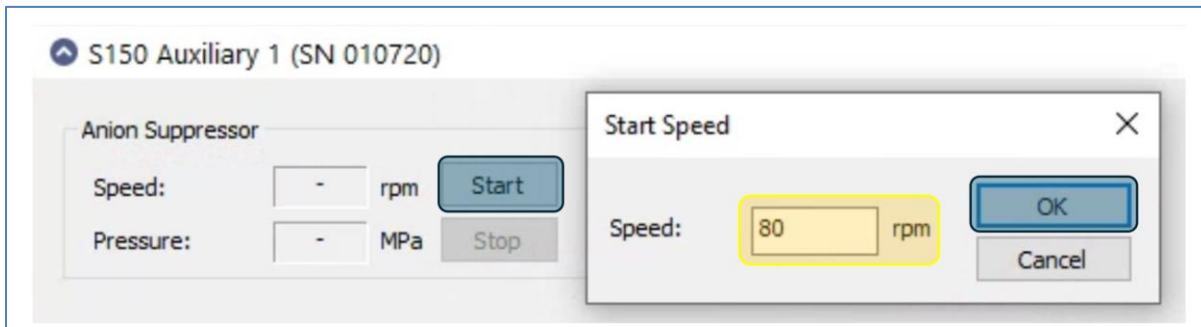 S150 Auxiliary 1 (SN 010720)
Anion Suppressor
Speed: - rpm Start
Pressure: - MPa Stop
Start Speed
Speed: 80 rpm
OK
Cancel